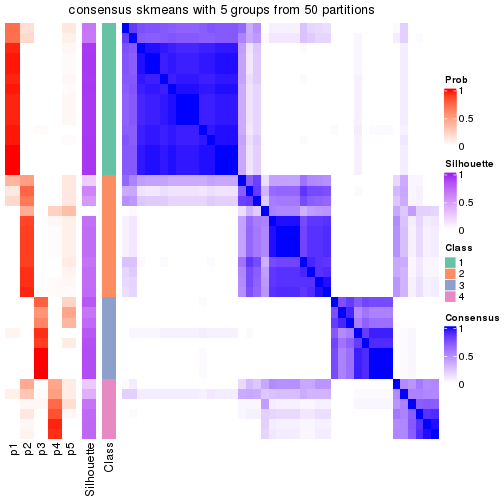 consensus skmeans with 5 groups from 50 partitions
Prob
1
0.5
0
Silhouette
1
0.5
0
Class
1
2
3
4
Consensus
1
0.5
0
p1
p2
p3
p4
p5
Silhouette
Class